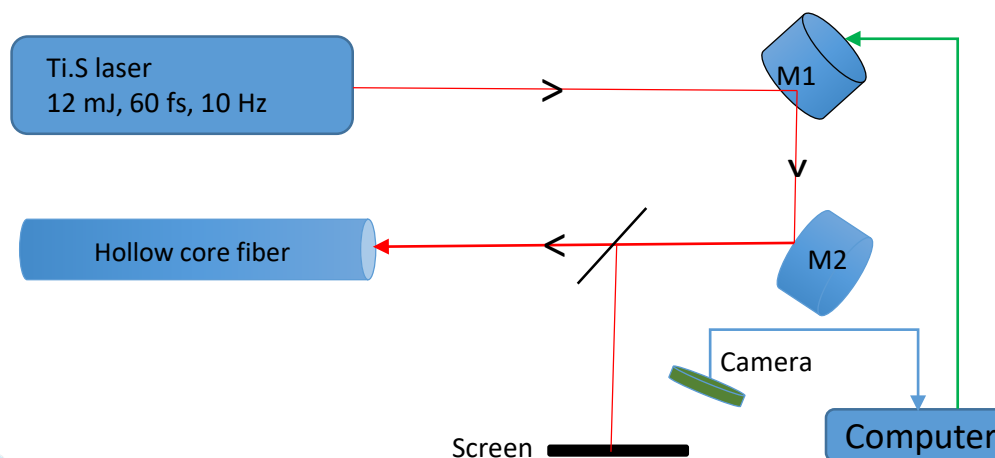 Ti.S laser
12 mJ, 60 fs, 10 Hz
M1
Hollow core fiber
M2
Camera
Screen
Computer